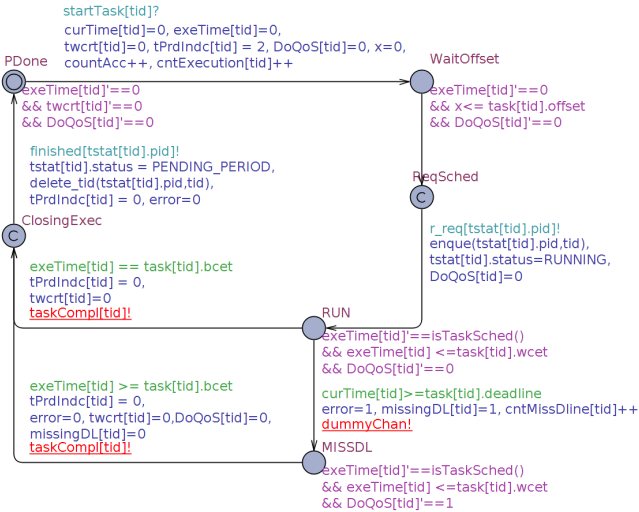 startTask[tid]?
curTime[tid]=0, exeTime[tid]=0,
twcrt[tid]=0, tPrdIndc[tid] = 2, DoQoS[tid]=0, x=0,
countAcc++, cntExecution[tid]++
PDone
WaitOffset
exeTime[tid]'==0
&& twcrt[tid]'==0
&& DoQoS[tid]'==0
exeTime[tid]'==0
&& x<= task[tid].offset
&& DoQoS[tid]'==0
finished[tstat[tid].pid]!
tstat[tid].status = PENDING_PERIOD,
delete_tid(tstat[tid].pid,tid),
tPrdIndc[tid] = 0, error=0
ReqSched
C
ClosingExec
C
r_req[tstat[tid].pid]!
enque(tstat[tid].pid,tid),
tstat[tid].status=RUNNING,
DoQoS[tid]=0
exeTime[tid] == task[tid].bcet
tPrdIndc[tid] = 0,
twcrt[tid]=0
taskCompl[tid]!
RUN
exeTime[tid]'==isTaskSched()
&& exeTime[tid] <=task[tid].wcet
&& DoQoS[tid]'==0
exeTime[tid] >= task[tid].bcet
tPrdIndc[tid] = 0,
error=0, twcrt[tid]=0,DoQoS[tid]=0,
missingDL[tid]=0
taskCompl[tid]!
curTime[tid]>=task[tid].deadline
error=1, missingDL[tid]=1, cntMissDline[tid]++
dummyChan!
MISSDL
exeTime[tid]'==isTaskSched()
&& exeTime[tid] <=task[tid].wcet
&& DoQoS[tid]'==1